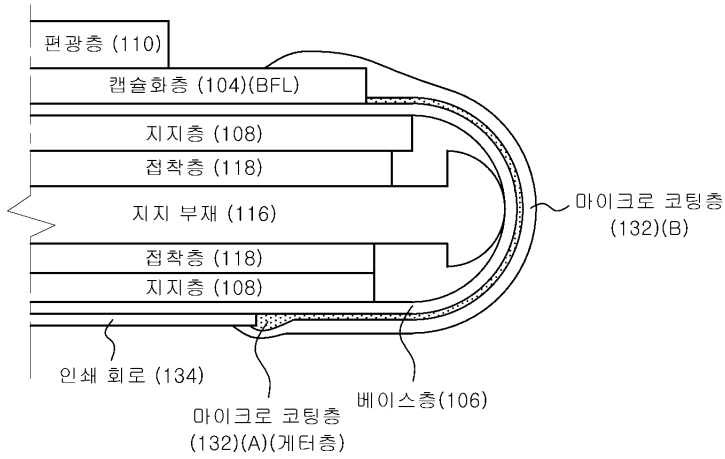 편광층 (110)
캡슐화층 (104)(BFL)
지지층 (108)
접착층 (118)
지지 부재 (116)
마이크로 코팅층
(132)(B)
접착층 (118)
지지층 (108)
인쇄 회로 (134)
베이스층(106)
마이크로 코팅층
(132)(A)(게터층)